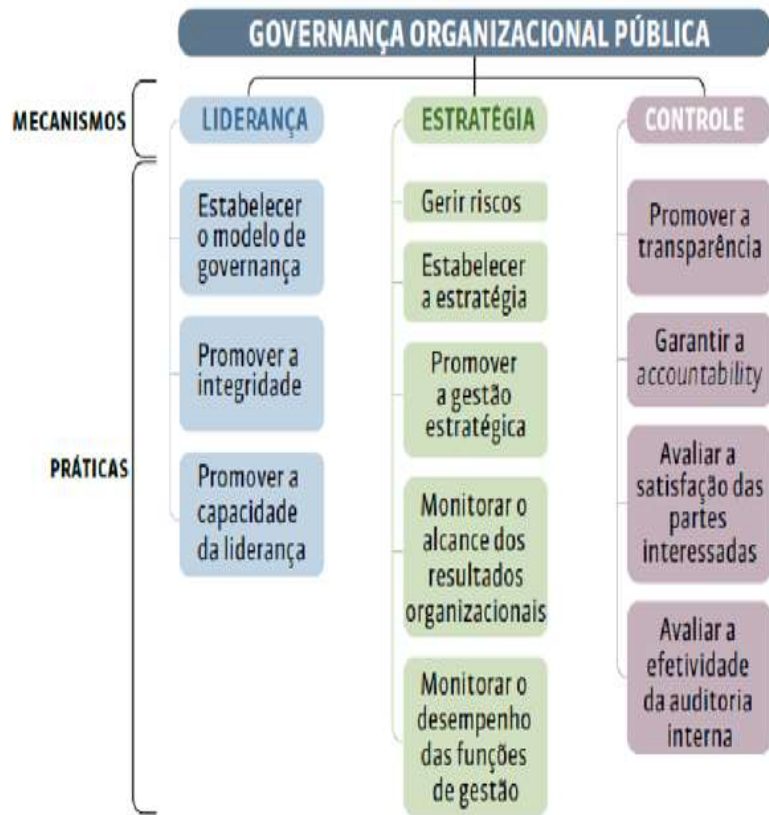 GOVERNANÇA ORGANIZACIONAL PÚBLICA
MECANISMOS
LIDERANÇA
ESTRATÉGIA
CONTROLE
PRÁTICAS
Estabelecer
o modelo de
governança
Promover a
integridade
Promover a
capacidade
da liderança
Gerir riscos
Estabelecer
a estratégia
Promover
a gestão
estratégica
Monitorar o
alcance dos
resultados
organizacionais
Monitorar o
desempenho
das funções
de gestão
Promover a
transparência
Garantir a
accountability
Avaliar a
satisfação das
partes
interessadas
Avaliar a
efetividade
da auditoria
interna